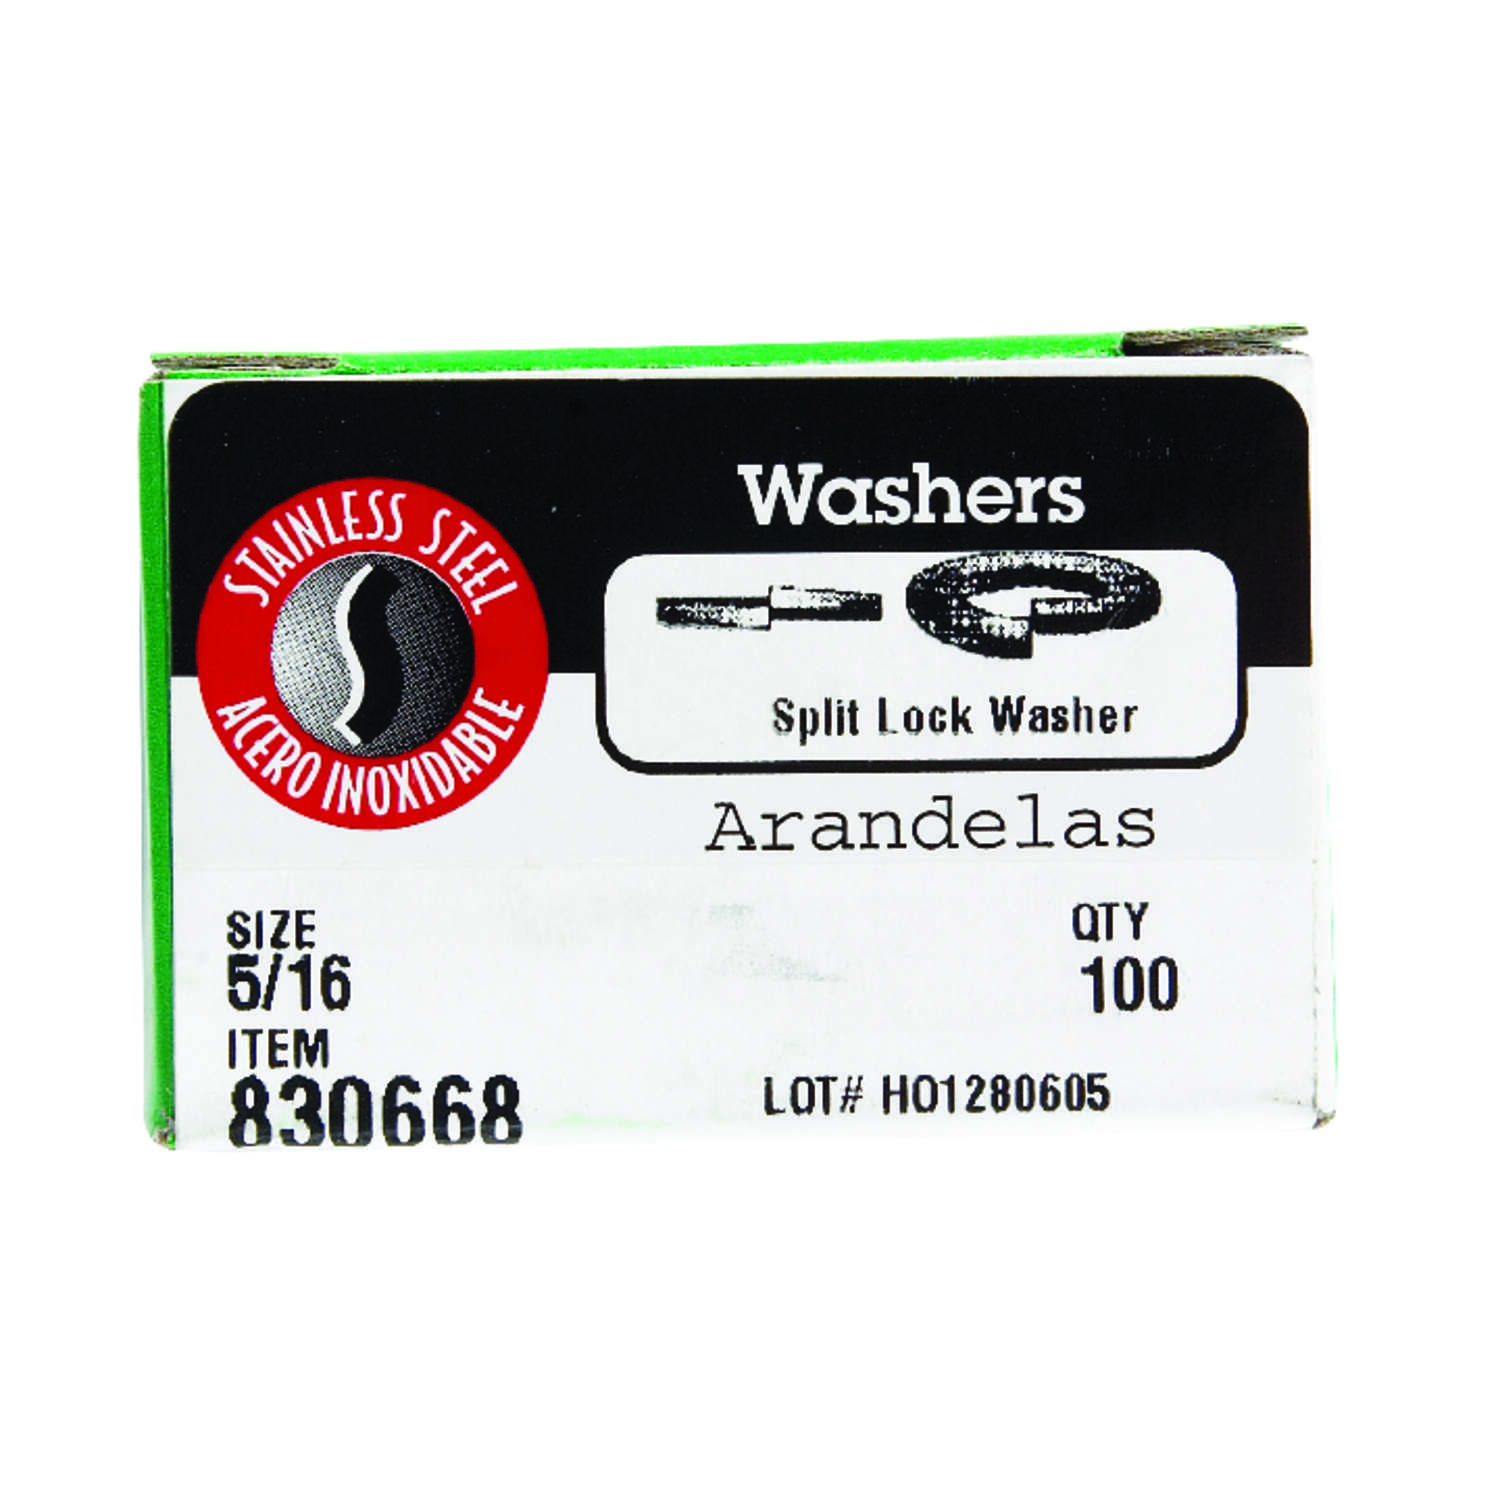 Washers
STAINLESS STEEL
ACERO INOXIDABLE
Split Lock Washer
Arandelas
SIZE
5/16
QTY
100
ITEM
830668
LOT# HO1280605